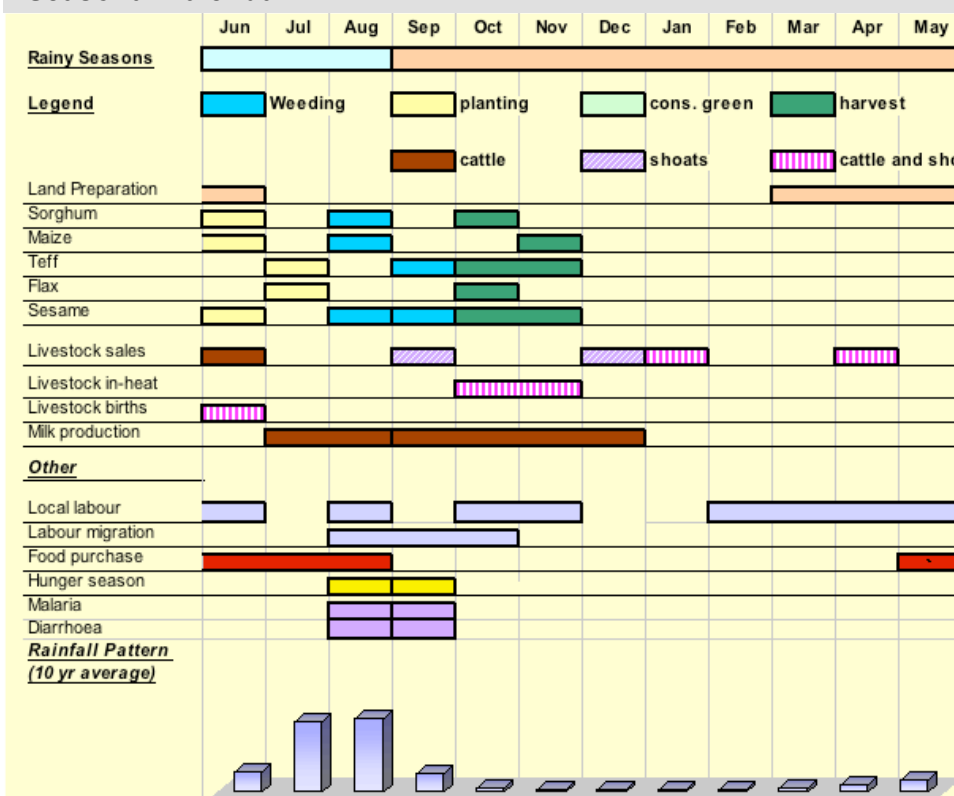 Jun Jul Aug Sep Oct Nov Dec Jan Feb Mar Apr May
Rainy Seasons
Legend Weeding planting cons. green harvest
cattle shoats cattle and sho
Land Preparation
Sorghum
Maize
Teff
Flax
Sesame
Livestock sales
Livestock in-heat
Livestock births
Milk production
Other
Local labour
Labour migration
Food purchase
Hunger season
Malaria
Diarrhoea
Rainfall Pattern
(10 yr average)